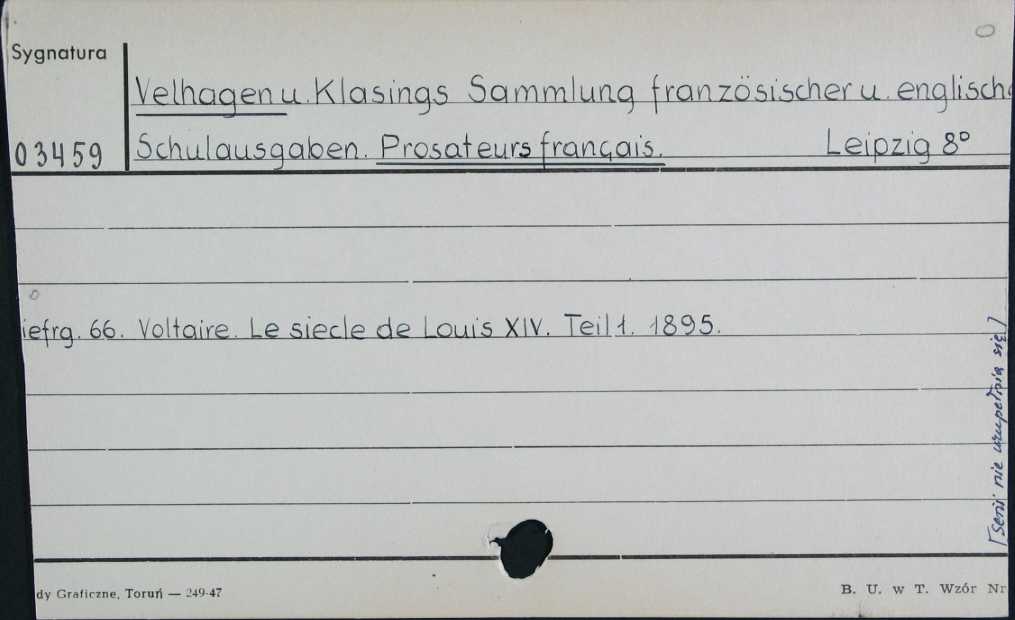 Sygnatura
Velhagen u. Klasings Sammlung französischer u. englisch
03459
Schulausgaben. Prosateurs français. Leipzig 8°
iefrg. 66. Voltaire. Le siecle de Louis XIV. Teil 1. 1895.
[Serii nie uzupełnia się]
dy Graficzne, Toruń — 249-47
B. U. w T. Wzór Nr